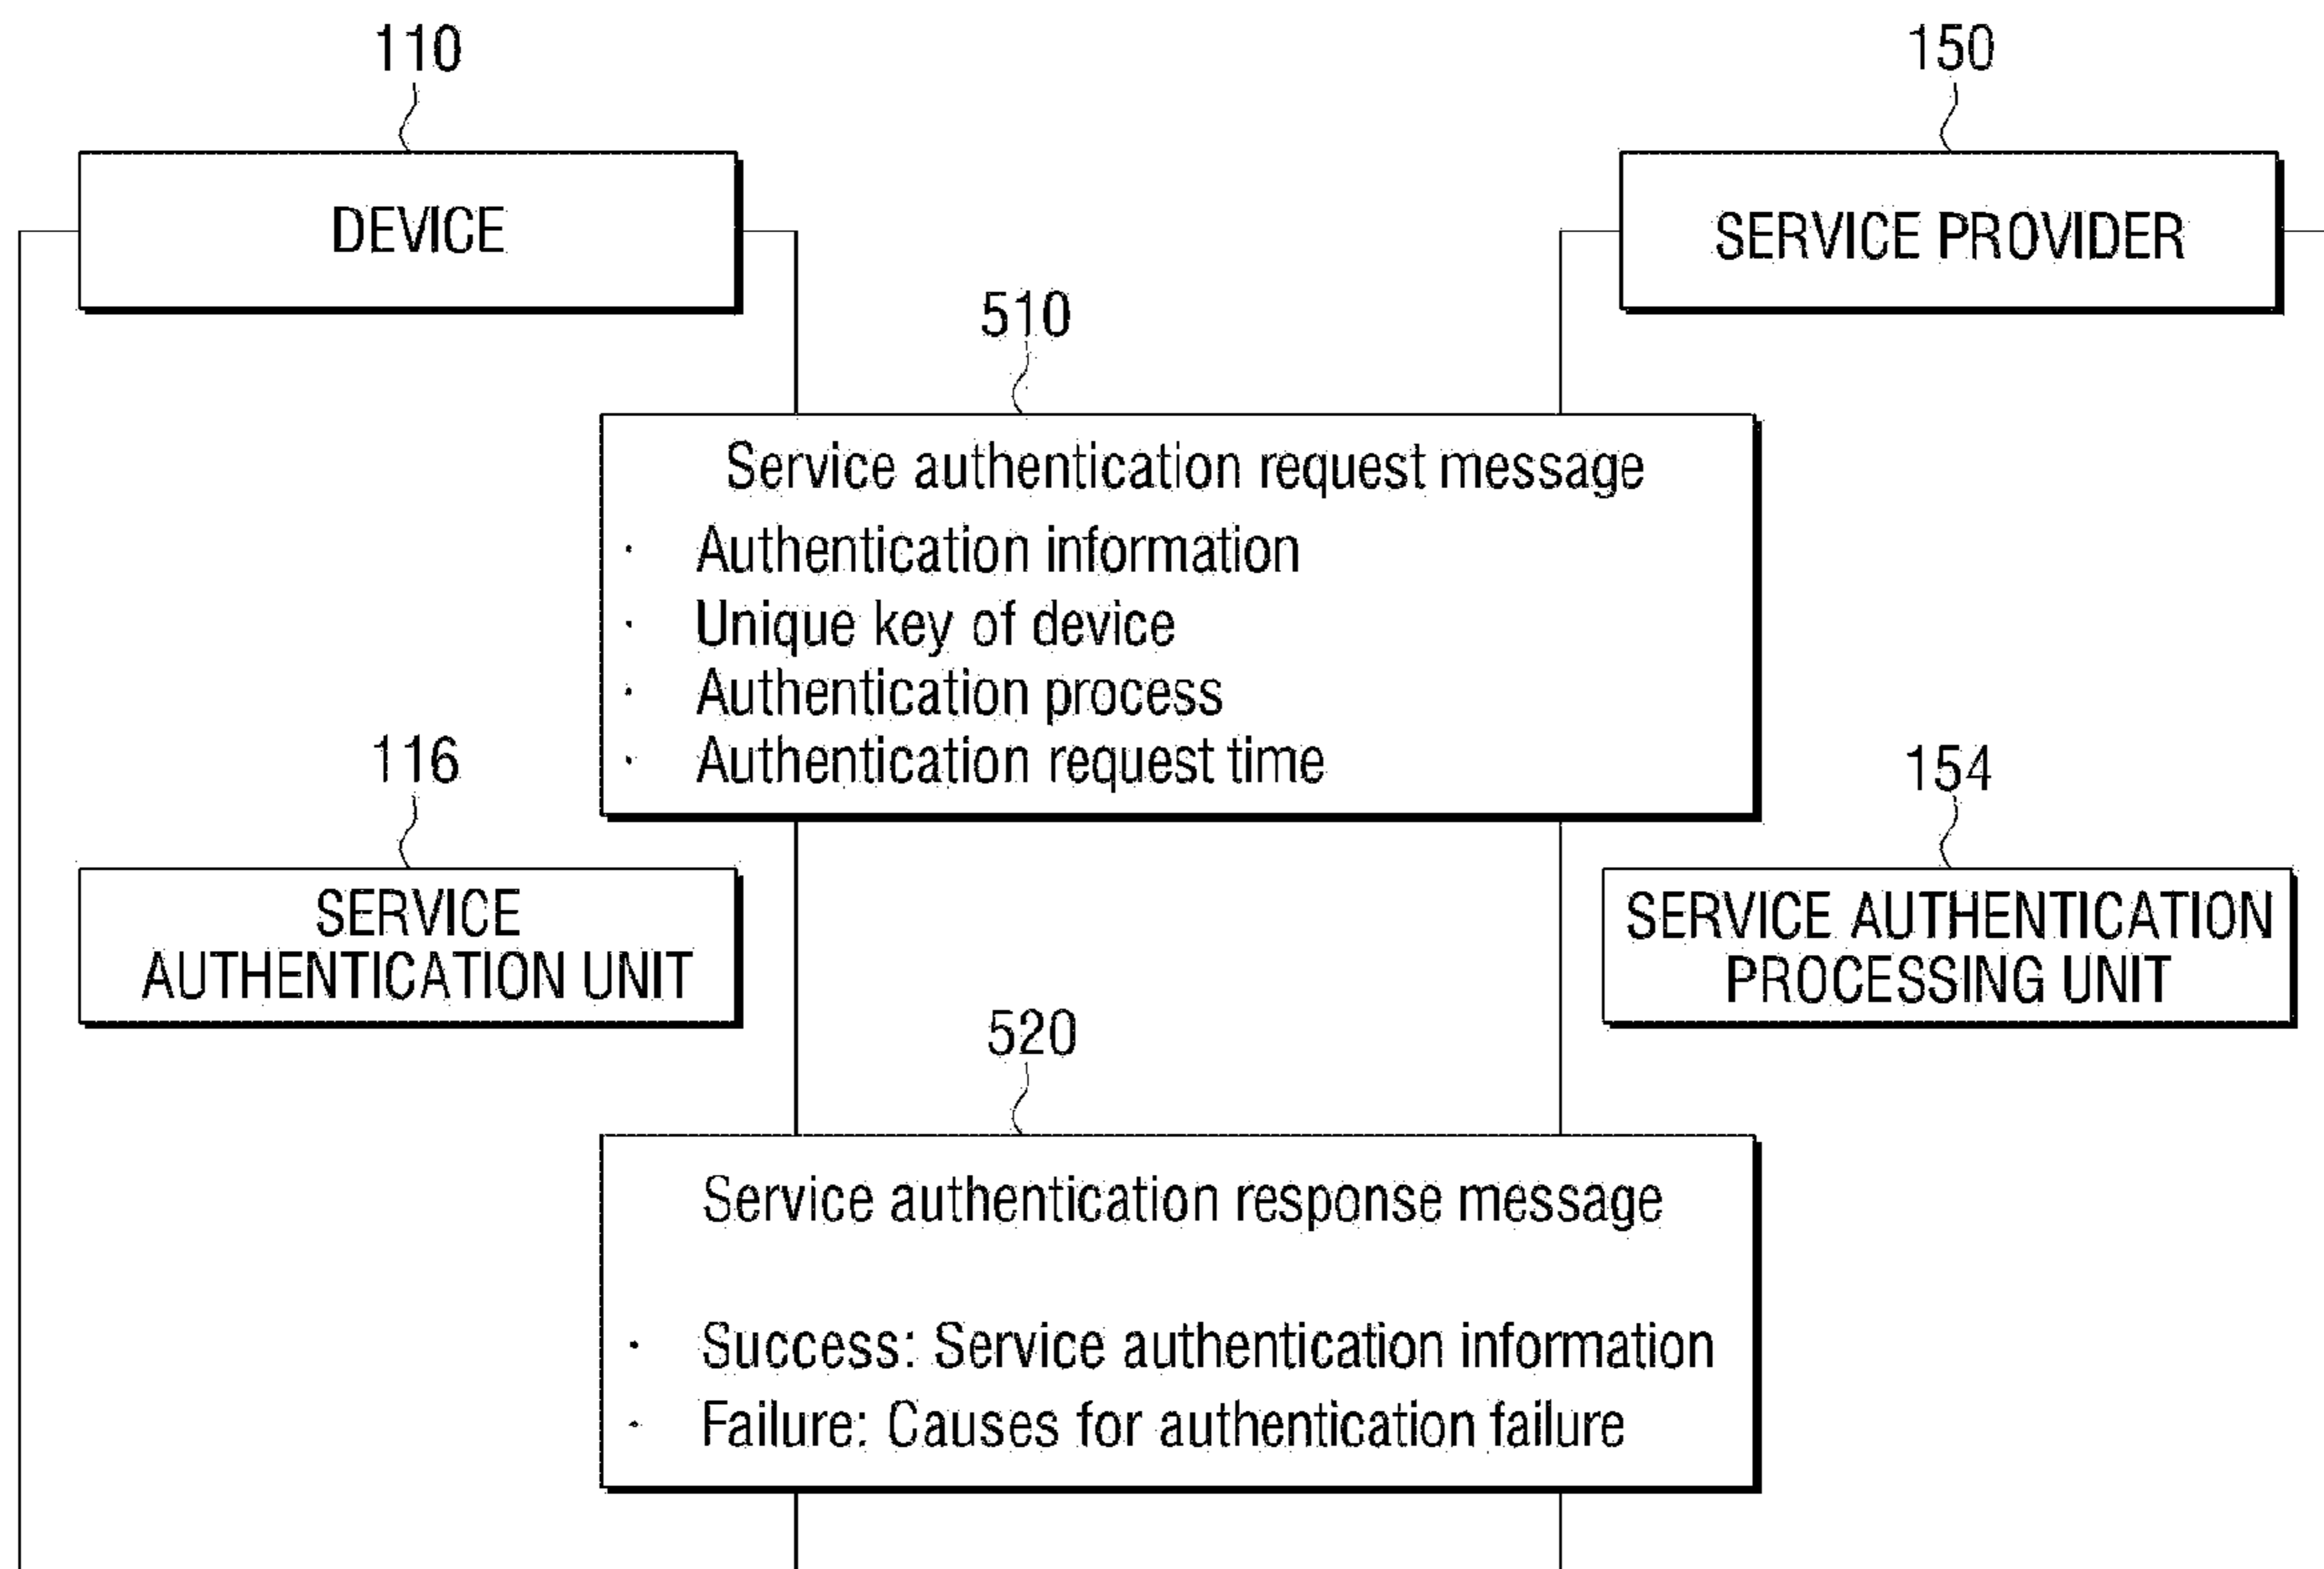 110
150
DEVICE
SERVICE PROVIDER
510
Service authentication request message
· Authentication information
· Unique key of device
· Authentication process
· Authentication request time
116
154
SERVICE
AUTHENTICATION UNIT
SERVICE AUTHENTICATION
PROCESSING UNIT
520
Service authentication response message
· Success: Service authentication information
· Failure: Causes for authentication failure